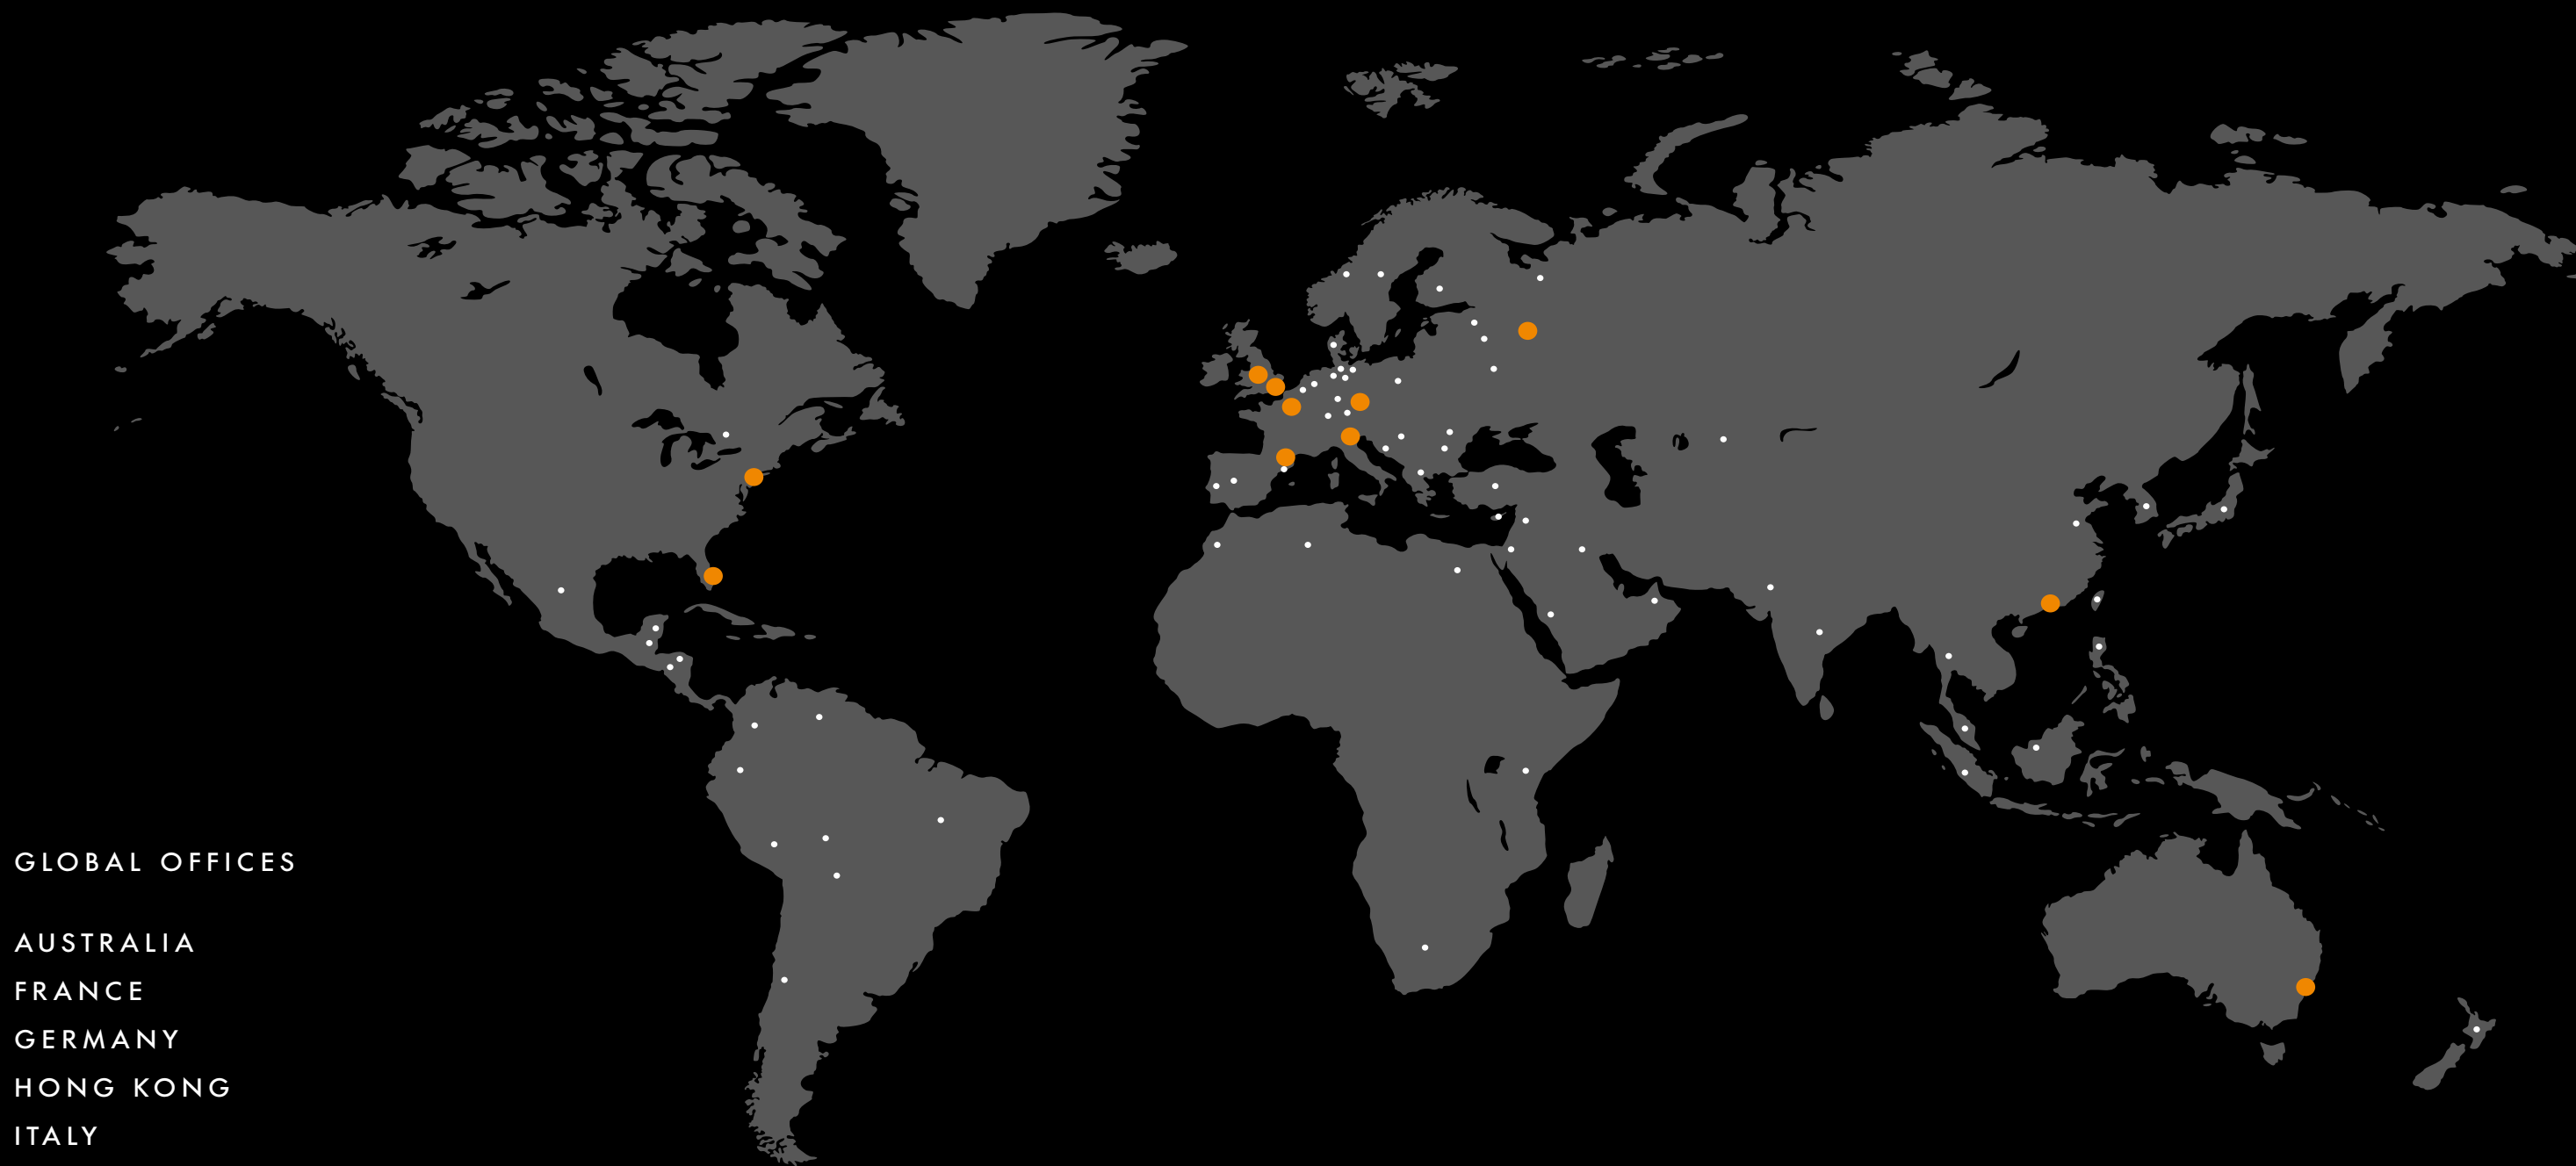 GLOBAL OFFICES
AUSTRALIA
FRANCE
GERMANY
HONG KONG
ITALY